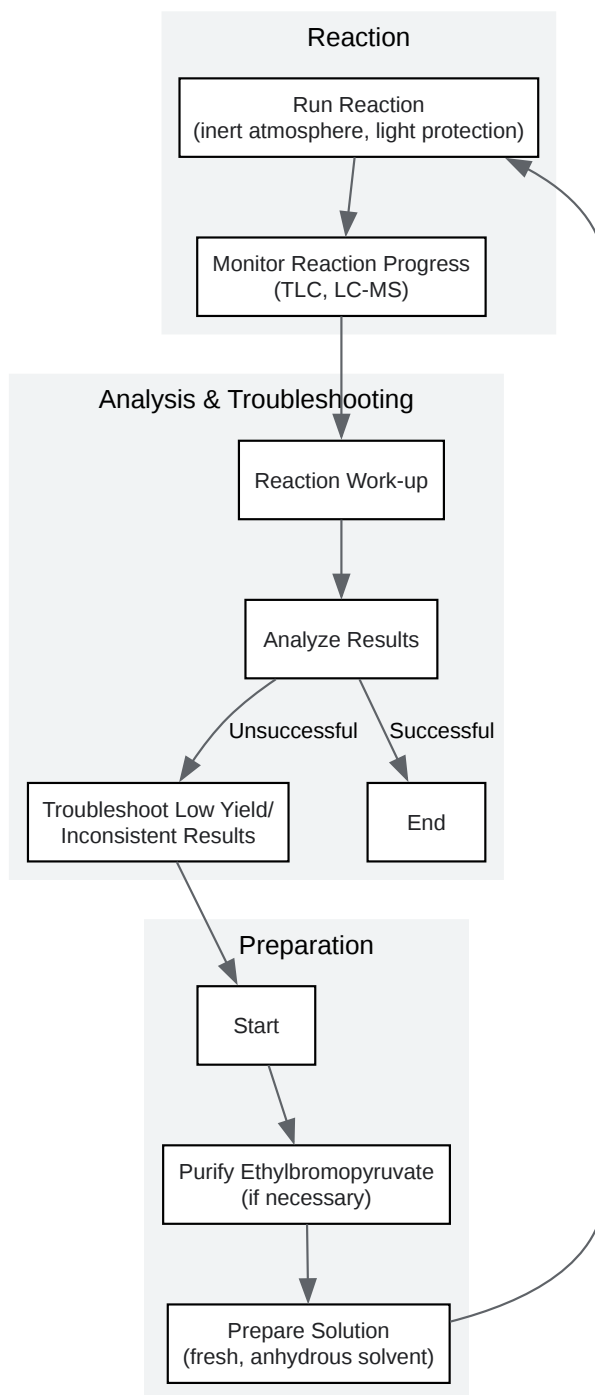 Reaction
Run Reaction
(inert atmosphere, light protection)
Monitor Reaction Progress
(TLC, LC-MS)
Analysis & Troubleshooting
Reaction Work-up
Analyze Results
Unsuccessful
Successful
Troubleshoot Low Yield/
Inconsistent Results
End
Preparation
Start
Purify Ethylbromopyruvate
(if necessary)
Prepare Solution
(fresh, anhydrous solvent)